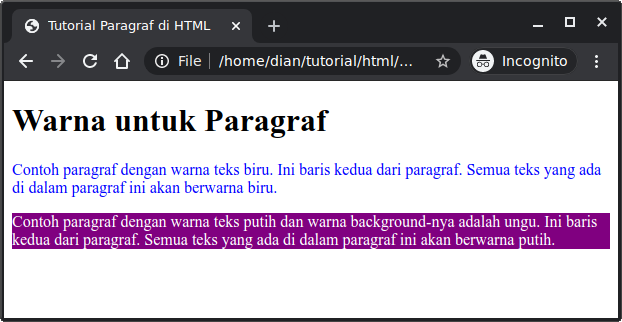 Tutorial Paragraf di HTML
File
/home/dian/tutorial/html/...
Incognito
Warna untuk Paragraf
Contoh paragraf dengan warna teks biru. Ini baris kedua dari paragraf. Semua teks yang ada
di dalam paragraf ini akan berwarna biru.
Contoh paragraf dengan warna teks putih dan warna background-nya adalah ungu. Ini baris
kedua dari paragraf. Semua teks yang ada di dalam paragraf ini akan berwarna putih.